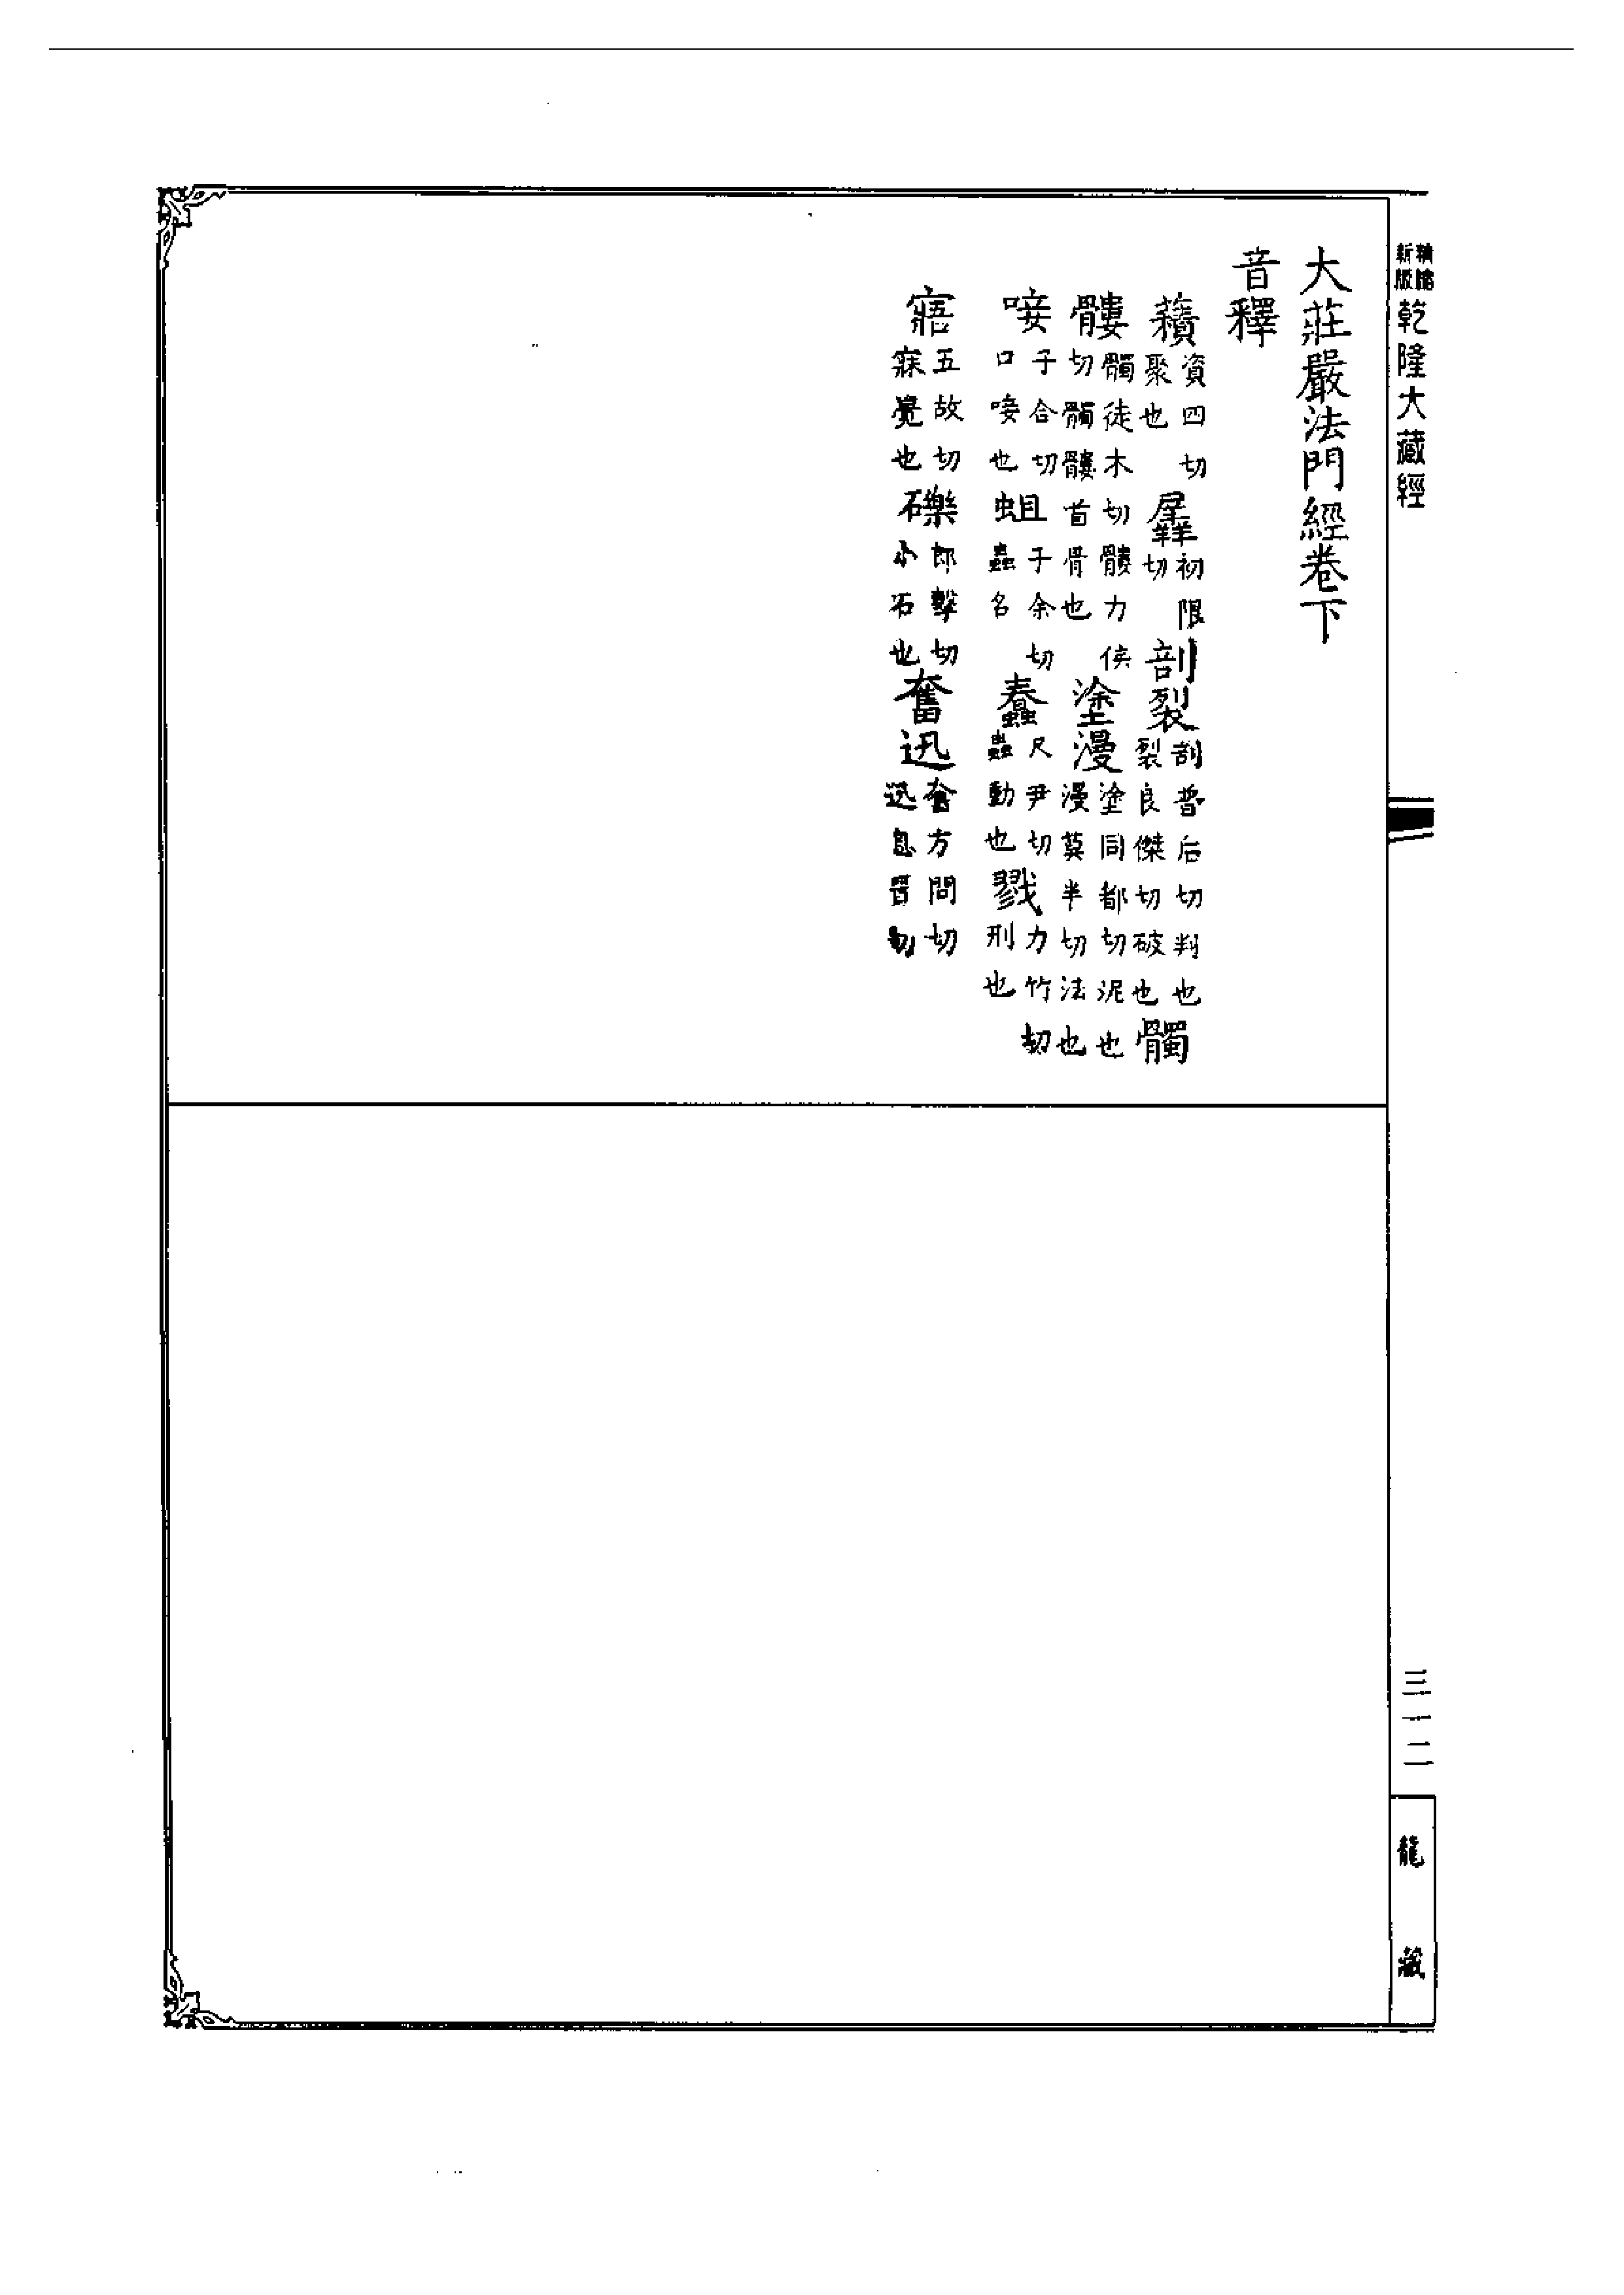 精縮新版乾隆大藏經
大莊嚴法門經卷下
音釋
積資四切聚也羼初限切剖裂剖普后切判也裂良傑切破也髑
髏髑徒木切髏力侯切髑髏首骨也塗漫塗同都切泥也漫莫半切汙也
唼子合切口唼也蛆子余切蟲名蠢尺尹切蟲動也戮力竹切刑也
寤五故切寐覺也礫郎擊切小石也奮迅奮方問切迅息晋切
三一二
龍藏